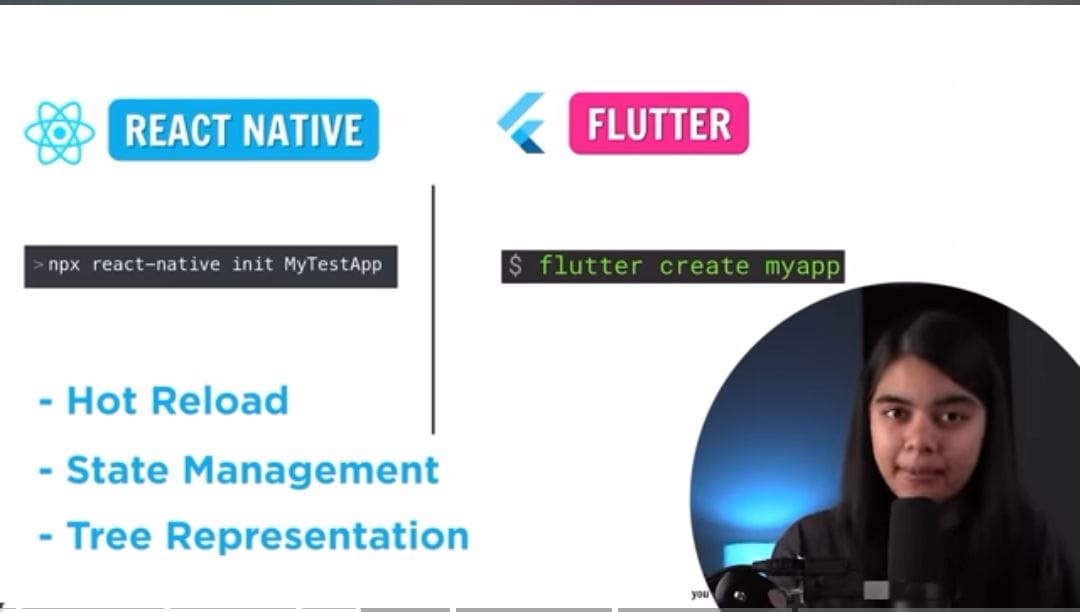 REACT NATIVE
FLUTTER
>npx react-native init MyTestApp
$ flutter create myapp
- Hot Reload
- State Management
- Tree Representation
you